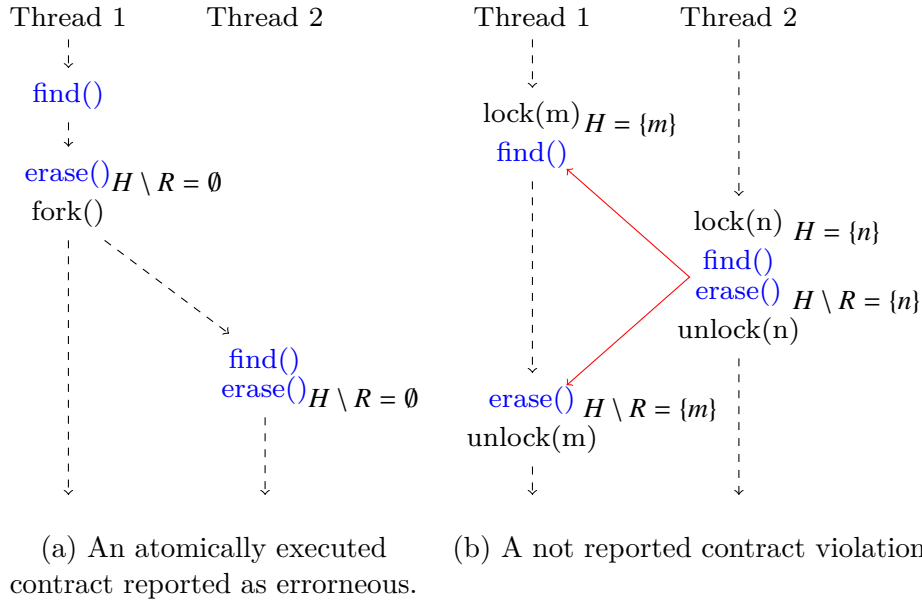 Thread 1
Thread 2
find()
erase() H \ R = ∅
fork()
find()
erase() H \ R = ∅
(a) An atomically executed
contract reported as errorneous.
Thread 1
Thread 2
lock(m) H = {m}
find()
lock(n) H = {n}
find()
erase() H \ R = {n}
unlock(n)
erase() H \ R = {m}
unlock(m)
(b) A not reported contract violation